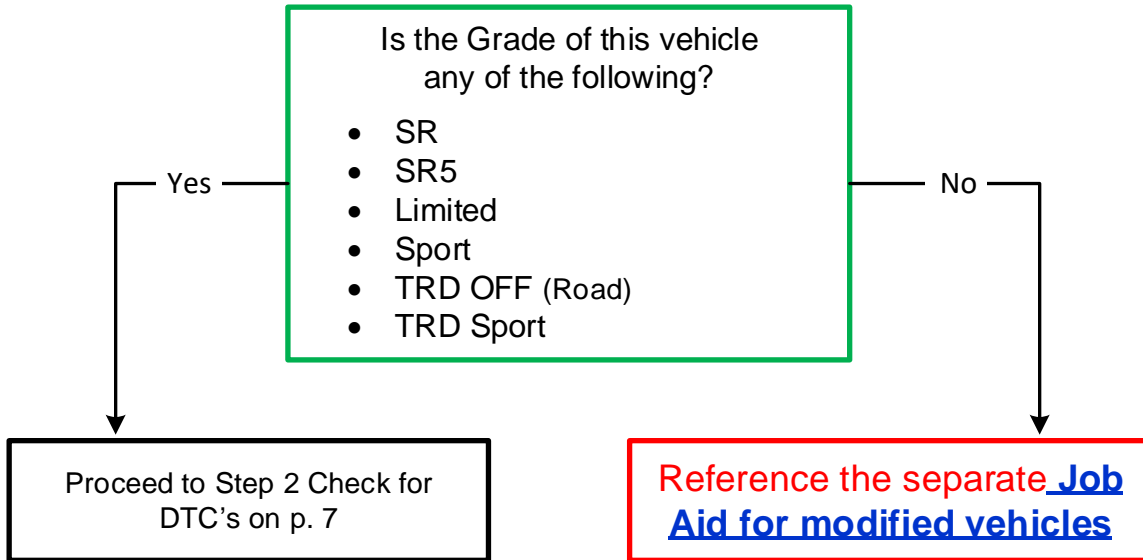 Is the Grade of this vehicle
any of the following?
• SR
• SR5
• Limited
• Sport
• TRD OFF (Road)
• TRD Sport
Yes
No
Proceed to Step 2 Check for
DTC's on p. 7
Reference the separate Job
Aid for modified vehicles